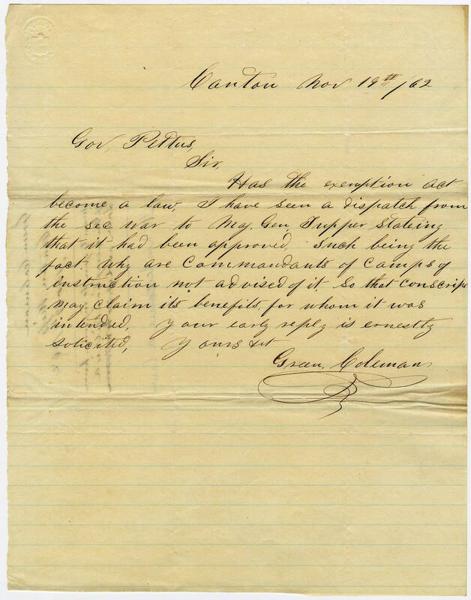 Canton Nov 19th /62
Gov Pettus,
Sir,
Has the exemption act
become a law, I have seen a dispatch from
the Sec War to Maj. Gen Tupper Stateing
that it had been approved. Such being the
fact why are Commandants of Camps of
instruction not advised of it So that Conscrips
may claim its benefits, for whom it was
intended, your early reply is ernestly
solicited, Yours &t
Green, Coleman